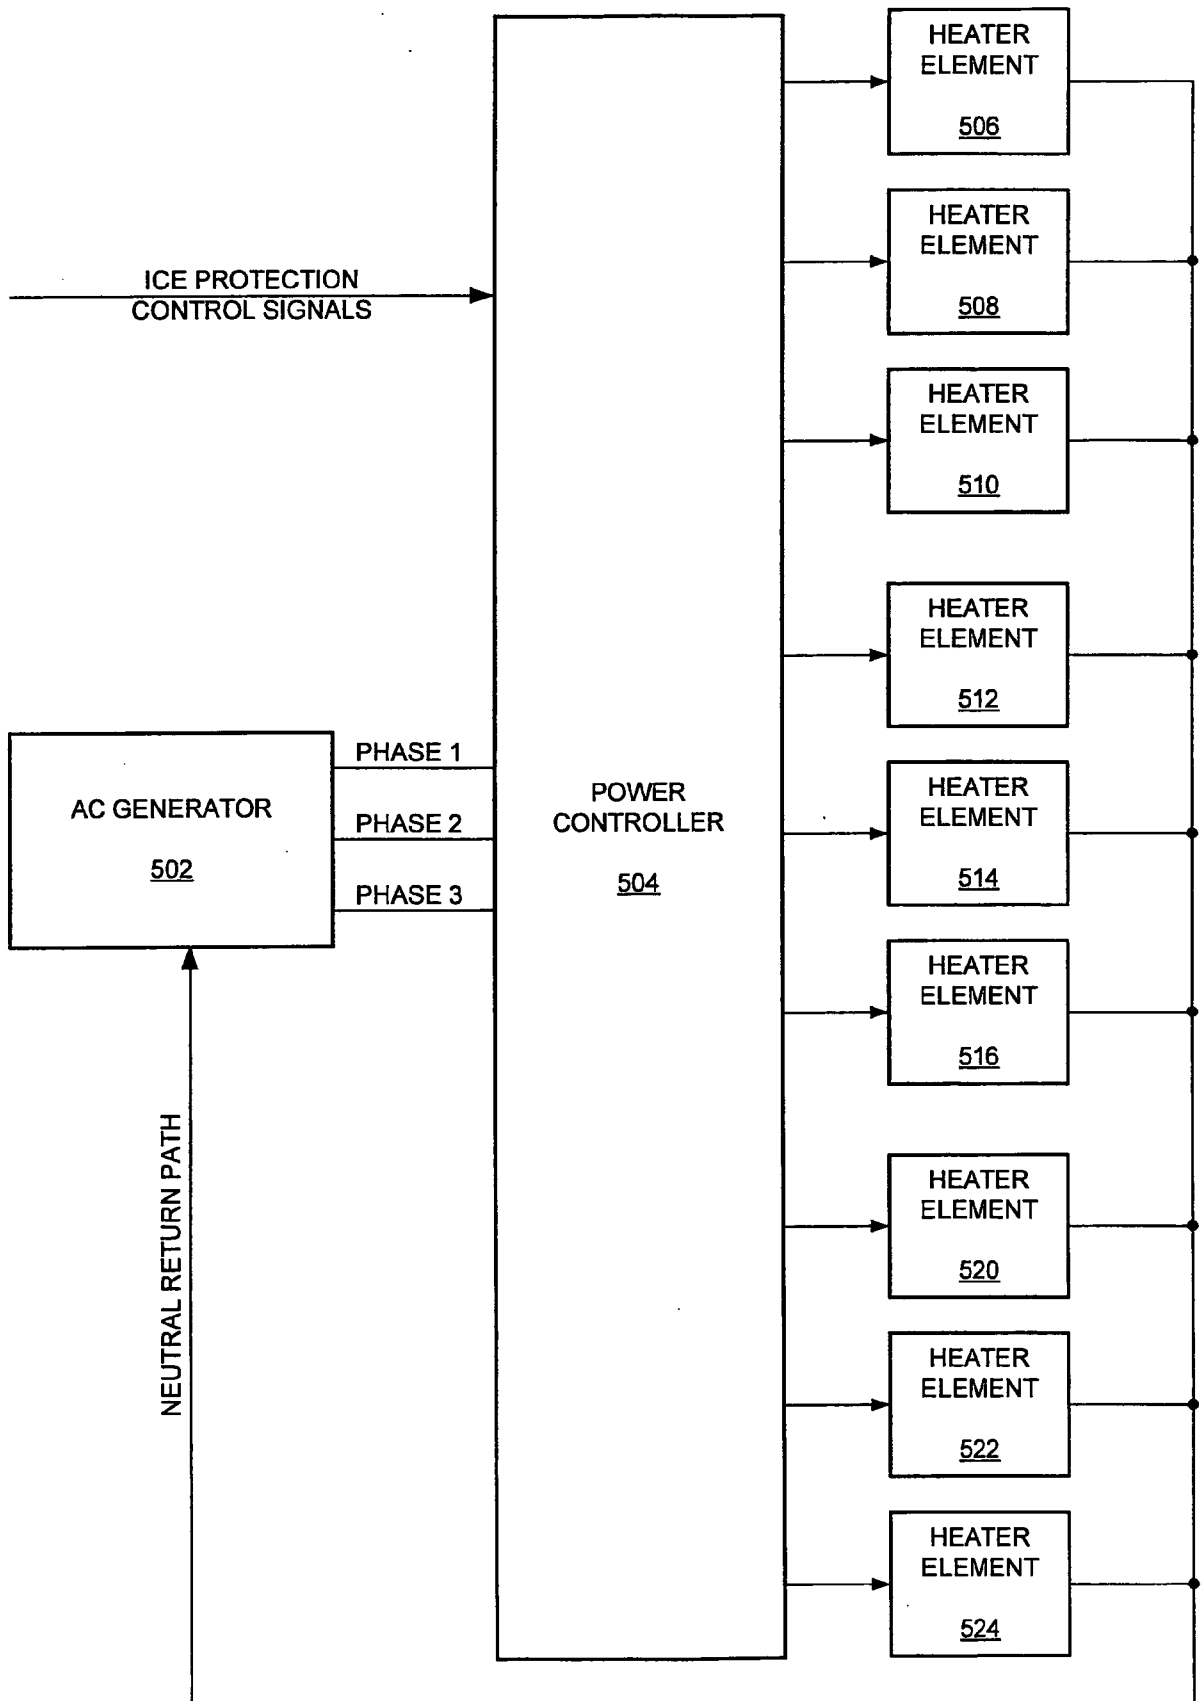 HEATER
ELEMENT
506
HEATER
ELEMENT
508
ICE PROTECTION
CONTROL SIGNALS
HEATER
ELEMENT
510
HEATER
ELEMENT
512
PHASE 1
AC GENERATOR
502
PHASE 2
PHASE 3
POWER
CONTROLLER
504
HEATER
ELEMENT
514
HEATER
ELEMENT
516
NEUTRAL RETURN PATH
HEATER
ELEMENT
520
HEATER
ELEMENT
522
HEATER
ELEMENT
524